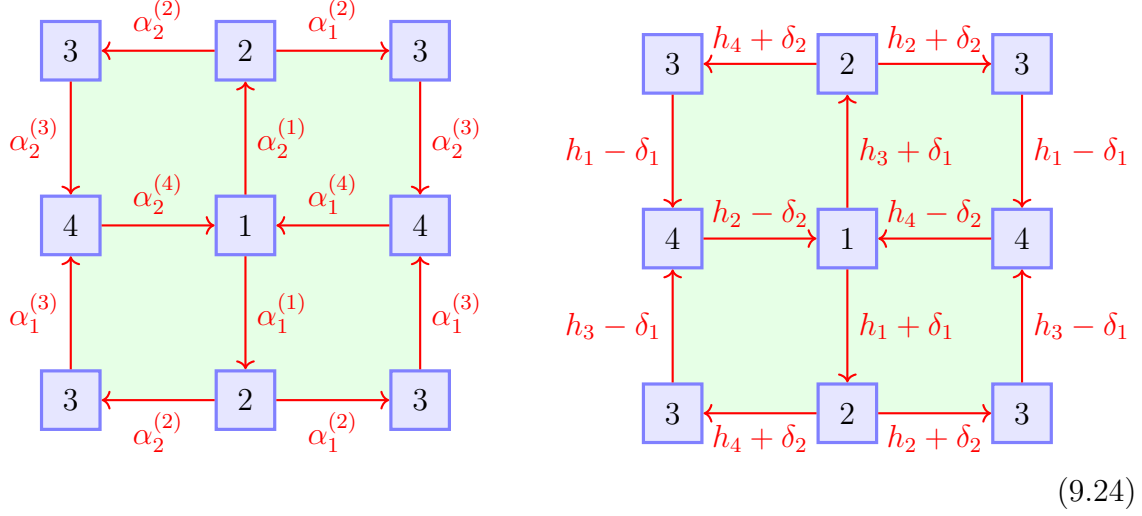 α_2^{(2)} α_1^{(2)}
3 2 3
α_2^{(3)} α_2^{(1)} α_2^{(3)}
α_2^{(4)} α_1^{(4)}
4 1 4
α_1^{(3)} α_1^{(1)} α_1^{(3)}
3 2 3
α_2^{(2)} α_1^{(2)}
h_4 + δ_2 h_2 + δ_2
3 2 3
h_1 − δ_1 h_3 + δ_1 h_1 − δ_1
h_2 − δ_2 h_4 − δ_2
4 1 4
h_3 − δ_1 h_1 + δ_1 h_3 − δ_1
3 2 3
h_4 + δ_2 h_2 + δ_2
(9.24)